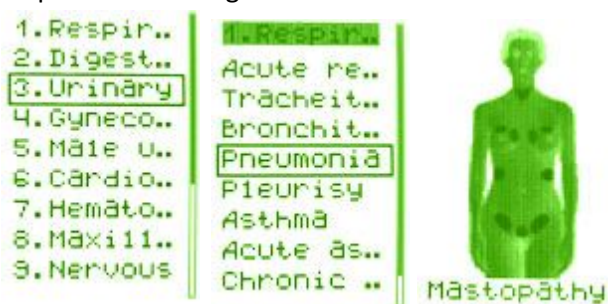 1.Respir..
2.Digest..
3.Urinary
4.Gyneco..
5.Male u..
6.Cardio..
7.Hemato..
8.Maxill..
9.Nervous
1.Respir..
Acute re..
Tracheit..
Bronchit..
Pneumonia
Pleurisy
Asthma
Acute as..
Chronic ..
Mastopathy